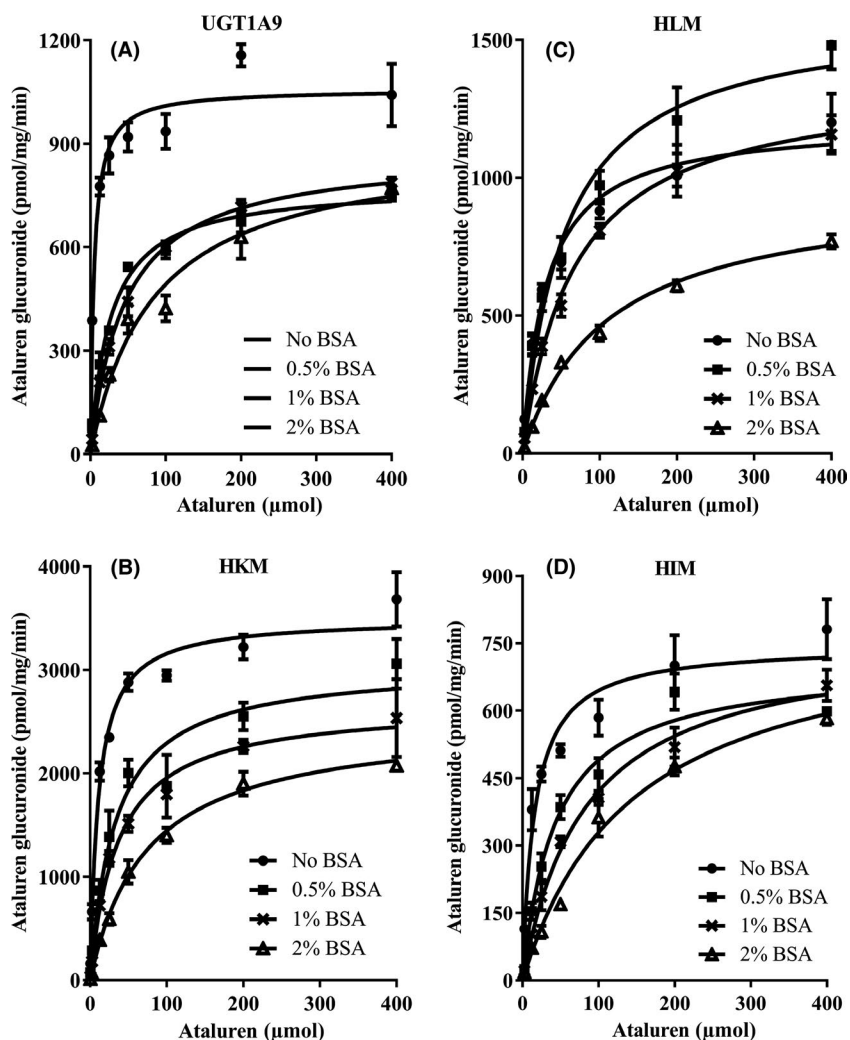 UGT1A9
(A)
Ataluren glucuronide (pmol/mg/min)
1200
900
600
300
0
0 100 200 300 400
Ataluren (µmol)
No BSA
0.5% BSA
1% BSA
2% BSA
HLM
(C)
Ataluren glucuronide (pmol/mg/min)
1500
1000
500
0
0 100 200 300 400
Ataluren (µmol)
No BSA
0.5% BSA
1% BSA
2% BSA
HKM
(B)
Ataluren glucuronide (pmol/mg/min)
4000
3000
2000
1000
0
0 100 200 300 400
Ataluren (µmol)
No BSA
0.5% BSA
1% BSA
2% BSA
HIM
(D)
Ataluren glucuronide (pmol/mg/min)
900
750
600
450
300
150
0
0 100 200 300 400
Ataluren (µmol)
No BSA
0.5% BSA
1% BSA
2% BSA